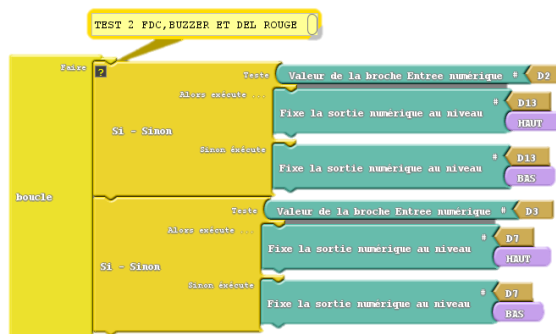 TEST 2 FDC,BUZZER ET DEL ROUGE
Faire
?
Teste
Valeur de la broche Entree numérique
#
D2
Alors exécute ...
Fixe la sortie numérique au niveau
#
D13
HAUT
Si - Sinon
Sinon éxécute
Fixe la sortie numérique au niveau
#
D13
BAS
boucle
Teste
Valeur de la broche Entree numérique
#
D3
Alors exécute ...
Fixe la sortie numérique au niveau
#
D7
HAUT
Si - Sinon
Sinon éxécute
Fixe la sortie numérique au niveau
#
D7
BAS